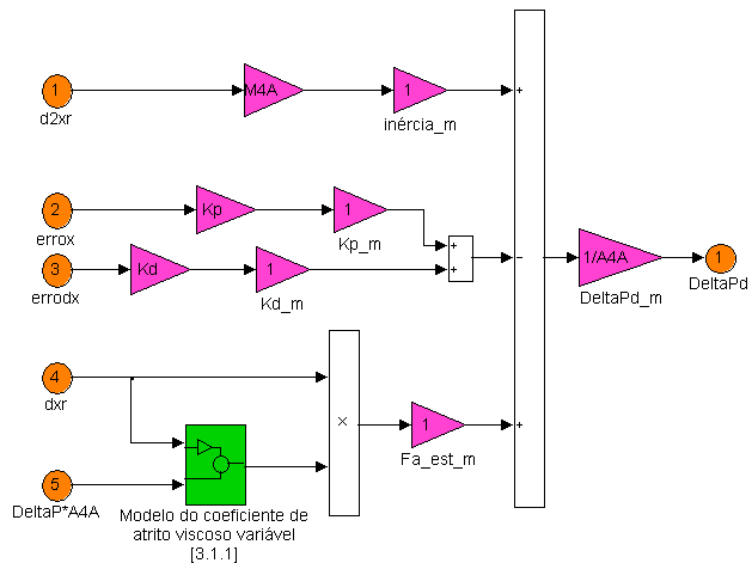 1
M4A
1
+
d2xr
inércia_m
2
Kp
1
errox
Kp_m
+
+
3
Kd
1
errodx
Kd_m
-
1/A4A
1
DeltaPd_m
DeltaPd
4
dxr
×
1
+
Fa_est_m
5
DeltaP*A4A
Modelo do coeficiente de
atrito viscoso variável
[3.1.1]